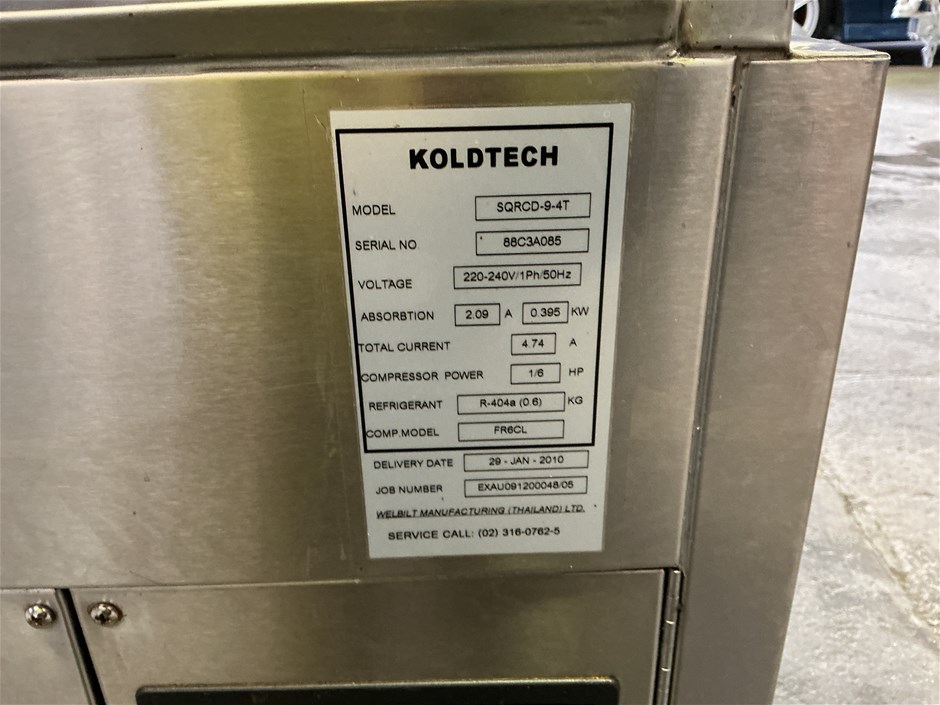 KOLDTECH
MODEL SQRCD-9-4T
SERIAL NO 88C3A085
VOLTAGE 220-240V/1Ph/50Hz
ABSORBTION 2.09 A 0.395 KW
TOTAL CURRENT 4.74 A
COMPRESSOR POWER 1/6 HP
REFRIGERANT R-404a (0.6) KG
COMP.MODEL FR6CL
DELIVERY DATE 29 - JAN - 2010
JOB NUMBER EXAU091200048/05
WELBILT MANUFACTURING (THAILAND) LTD.
SERVICE CALL: (02) 316-0762-5